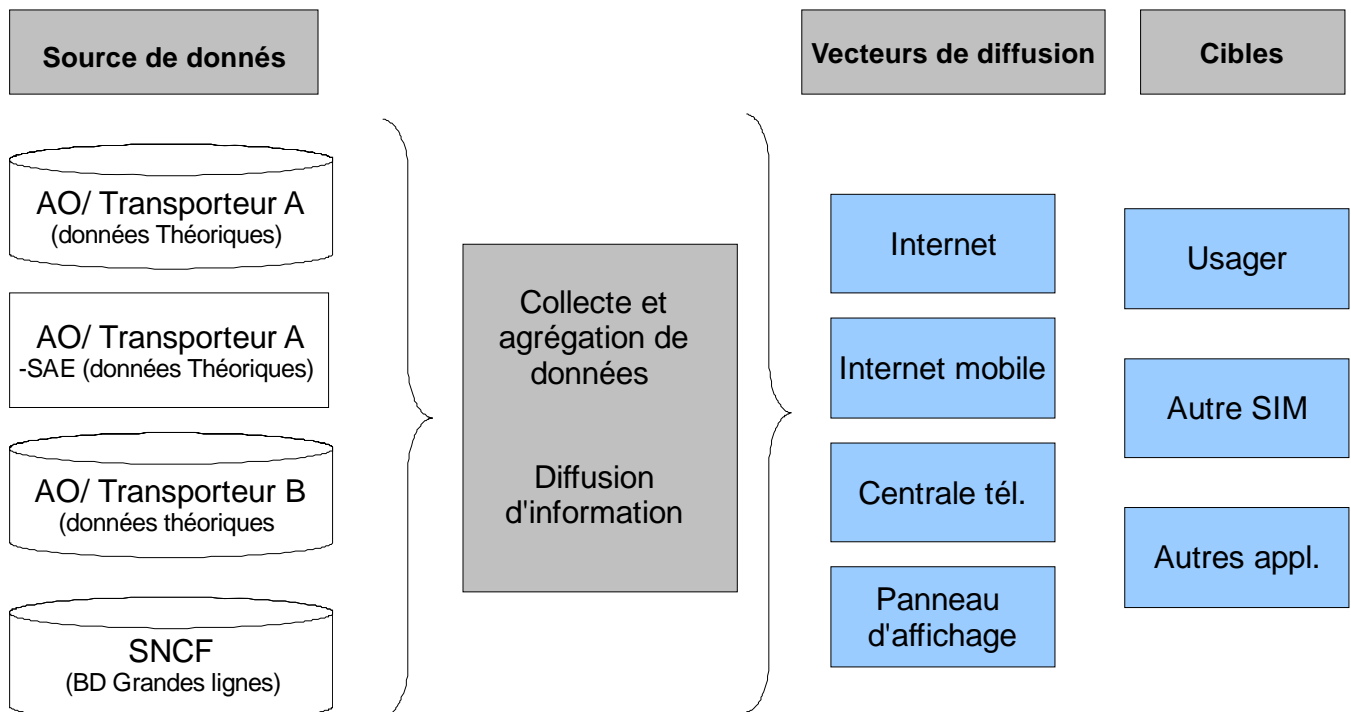 Source de donnés
Vecteurs de diffusion
Cibles
AO/ Transporteur A
(données Théoriques)
AO/ Transporteur A
-SAE (données Théoriques)
AO/ Transporteur B
(données théoriques
SNCF
(BD Grandes lignes)
Collecte et
agrégation de
données
Diffusion
d'information
Internet
Internet mobile
Centrale tél.
Panneau
d'affichage
Usager
Autre SIM
Autres appl.